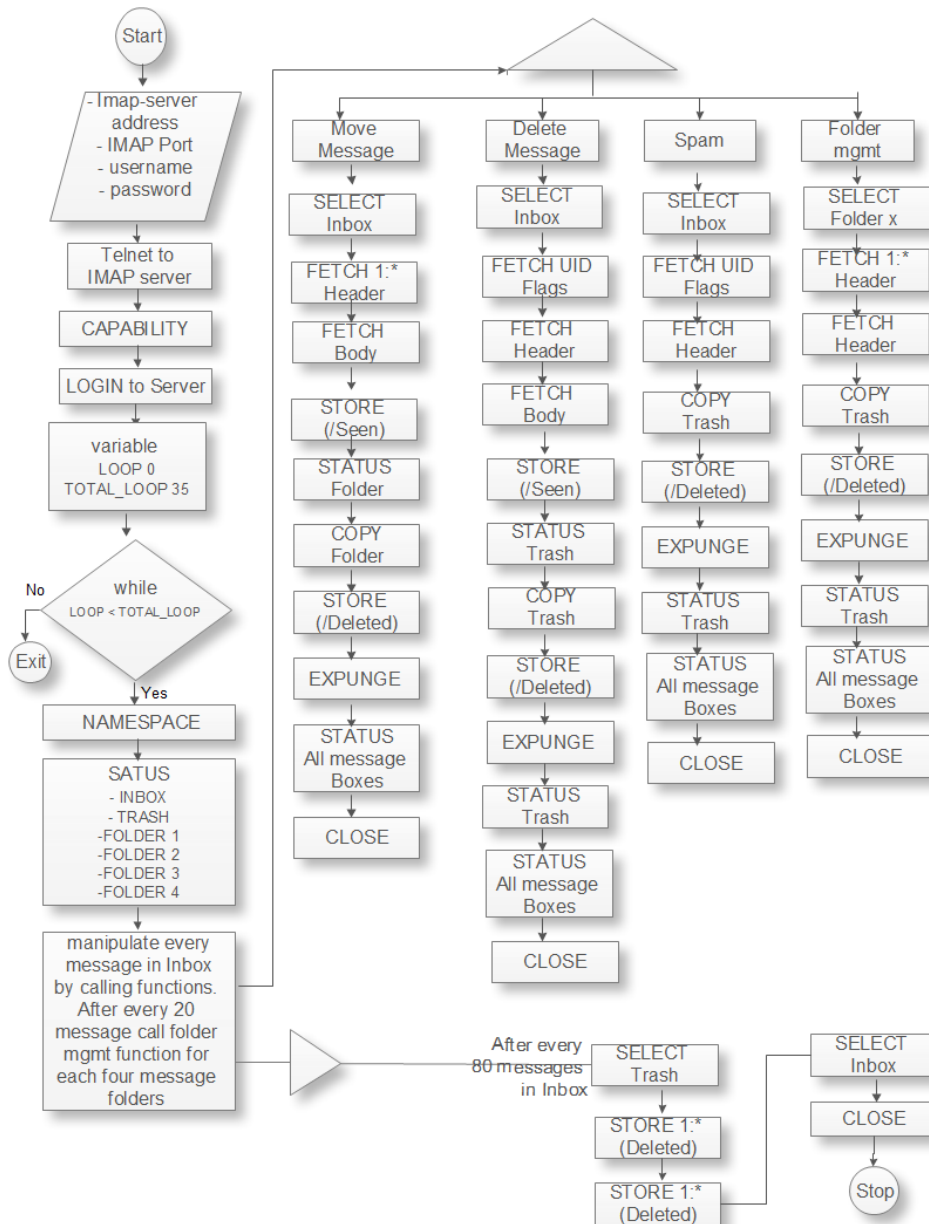 Start
- Imap-server
address
- IMAP Port
- username
- password
Telnet to
IMAP server
CAPABILITY
LOGIN to Server
variable
LOOP 0
TOTAL_LOOP 35
while
LOOP < TOTAL_LOOP
No
Exit
Yes
NAMESPACE
SATUS
- INBOX
- TRASH
-FOLDER 1
-FOLDER 2
-FOLDER 3
-FOLDER 4
manipulate every
message in Inbox
by calling functions.
After every 20
message call folder
mgmt function for
each four message
folders
Move
Message
SELECT
Inbox
FETCH 1:*
Header
FETCH
Body
STORE
(/Seen)
STATUS
Folder
COPY
Folder
STORE
(/Deleted)
EXPUNGE
STATUS
All message
Boxes
CLOSE
Delete
Message
SELECT
Inbox
FETCH UID
Flags
FETCH
Header
FETCH
Body
STORE
(/Seen)
STATUS
Trash
COPY
Trash
STORE
(/Deleted)
EXPUNGE
STATUS
Trash
STATUS
All message
Boxes
CLOSE
Spam
SELECT
Inbox
FETCH UID
Flags
FETCH
Header
COPY
Trash
STORE
(/Deleted)
EXPUNGE
STATUS
Trash
STATUS
All message
Boxes
CLOSE
Folder
mgmt
SELECT
Folder x
FETCH 1:*
Header
FETCH
Header
COPY
Trash
STORE
(/Deleted)
EXPUNGE
STATUS
Trash
STATUS
All message
Boxes
CLOSE
After every
80 messages
in Inbox
SELECT
Trash
STORE 1:*
(Deleted)
STORE 1:*
(Deleted)
SELECT
Inbox
CLOSE
Stop